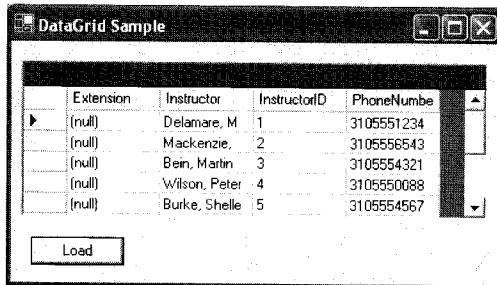 DataGrid Sample
Extension Instructor InstructorID PhoneNumbe
(null) Delamare, M 1 3105551234
(null) Mackenzie, 2 3105556543
(null) Bein, Martin 3 3105554321
(null) Wilson, Peter 4 3105550088
(null) Burke, Shelle 5 3105554567
Load